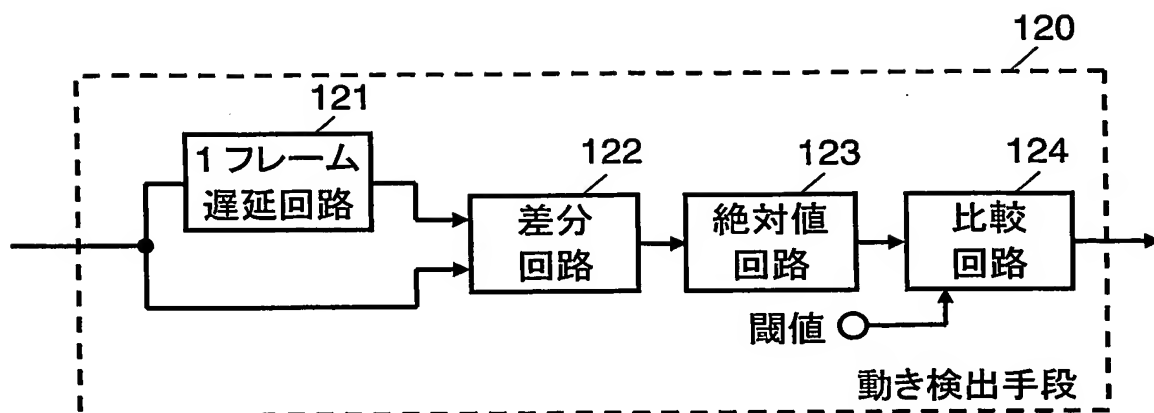 120
121
1フレーム
遅延回路
122
差分
回路
123
絶対値
回路
124
比較
回路
閾値
動き検出手段